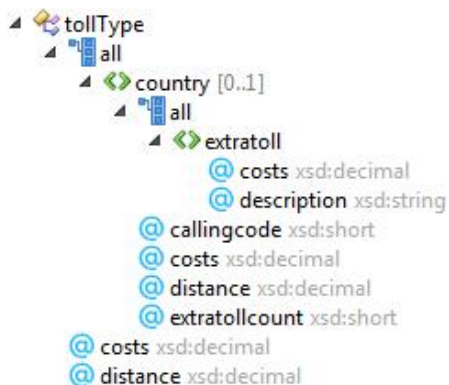 tollType
all
country [0..1]
all
extratoll
@ costs xsd:decimal
@ description xsd:string
@ callingcode xsd:short
@ costs xsd:decimal
@ distance xsd:decimal
@ extratollcount xsd:short
@ costs xsd:decimal
@ distance xsd:decimal